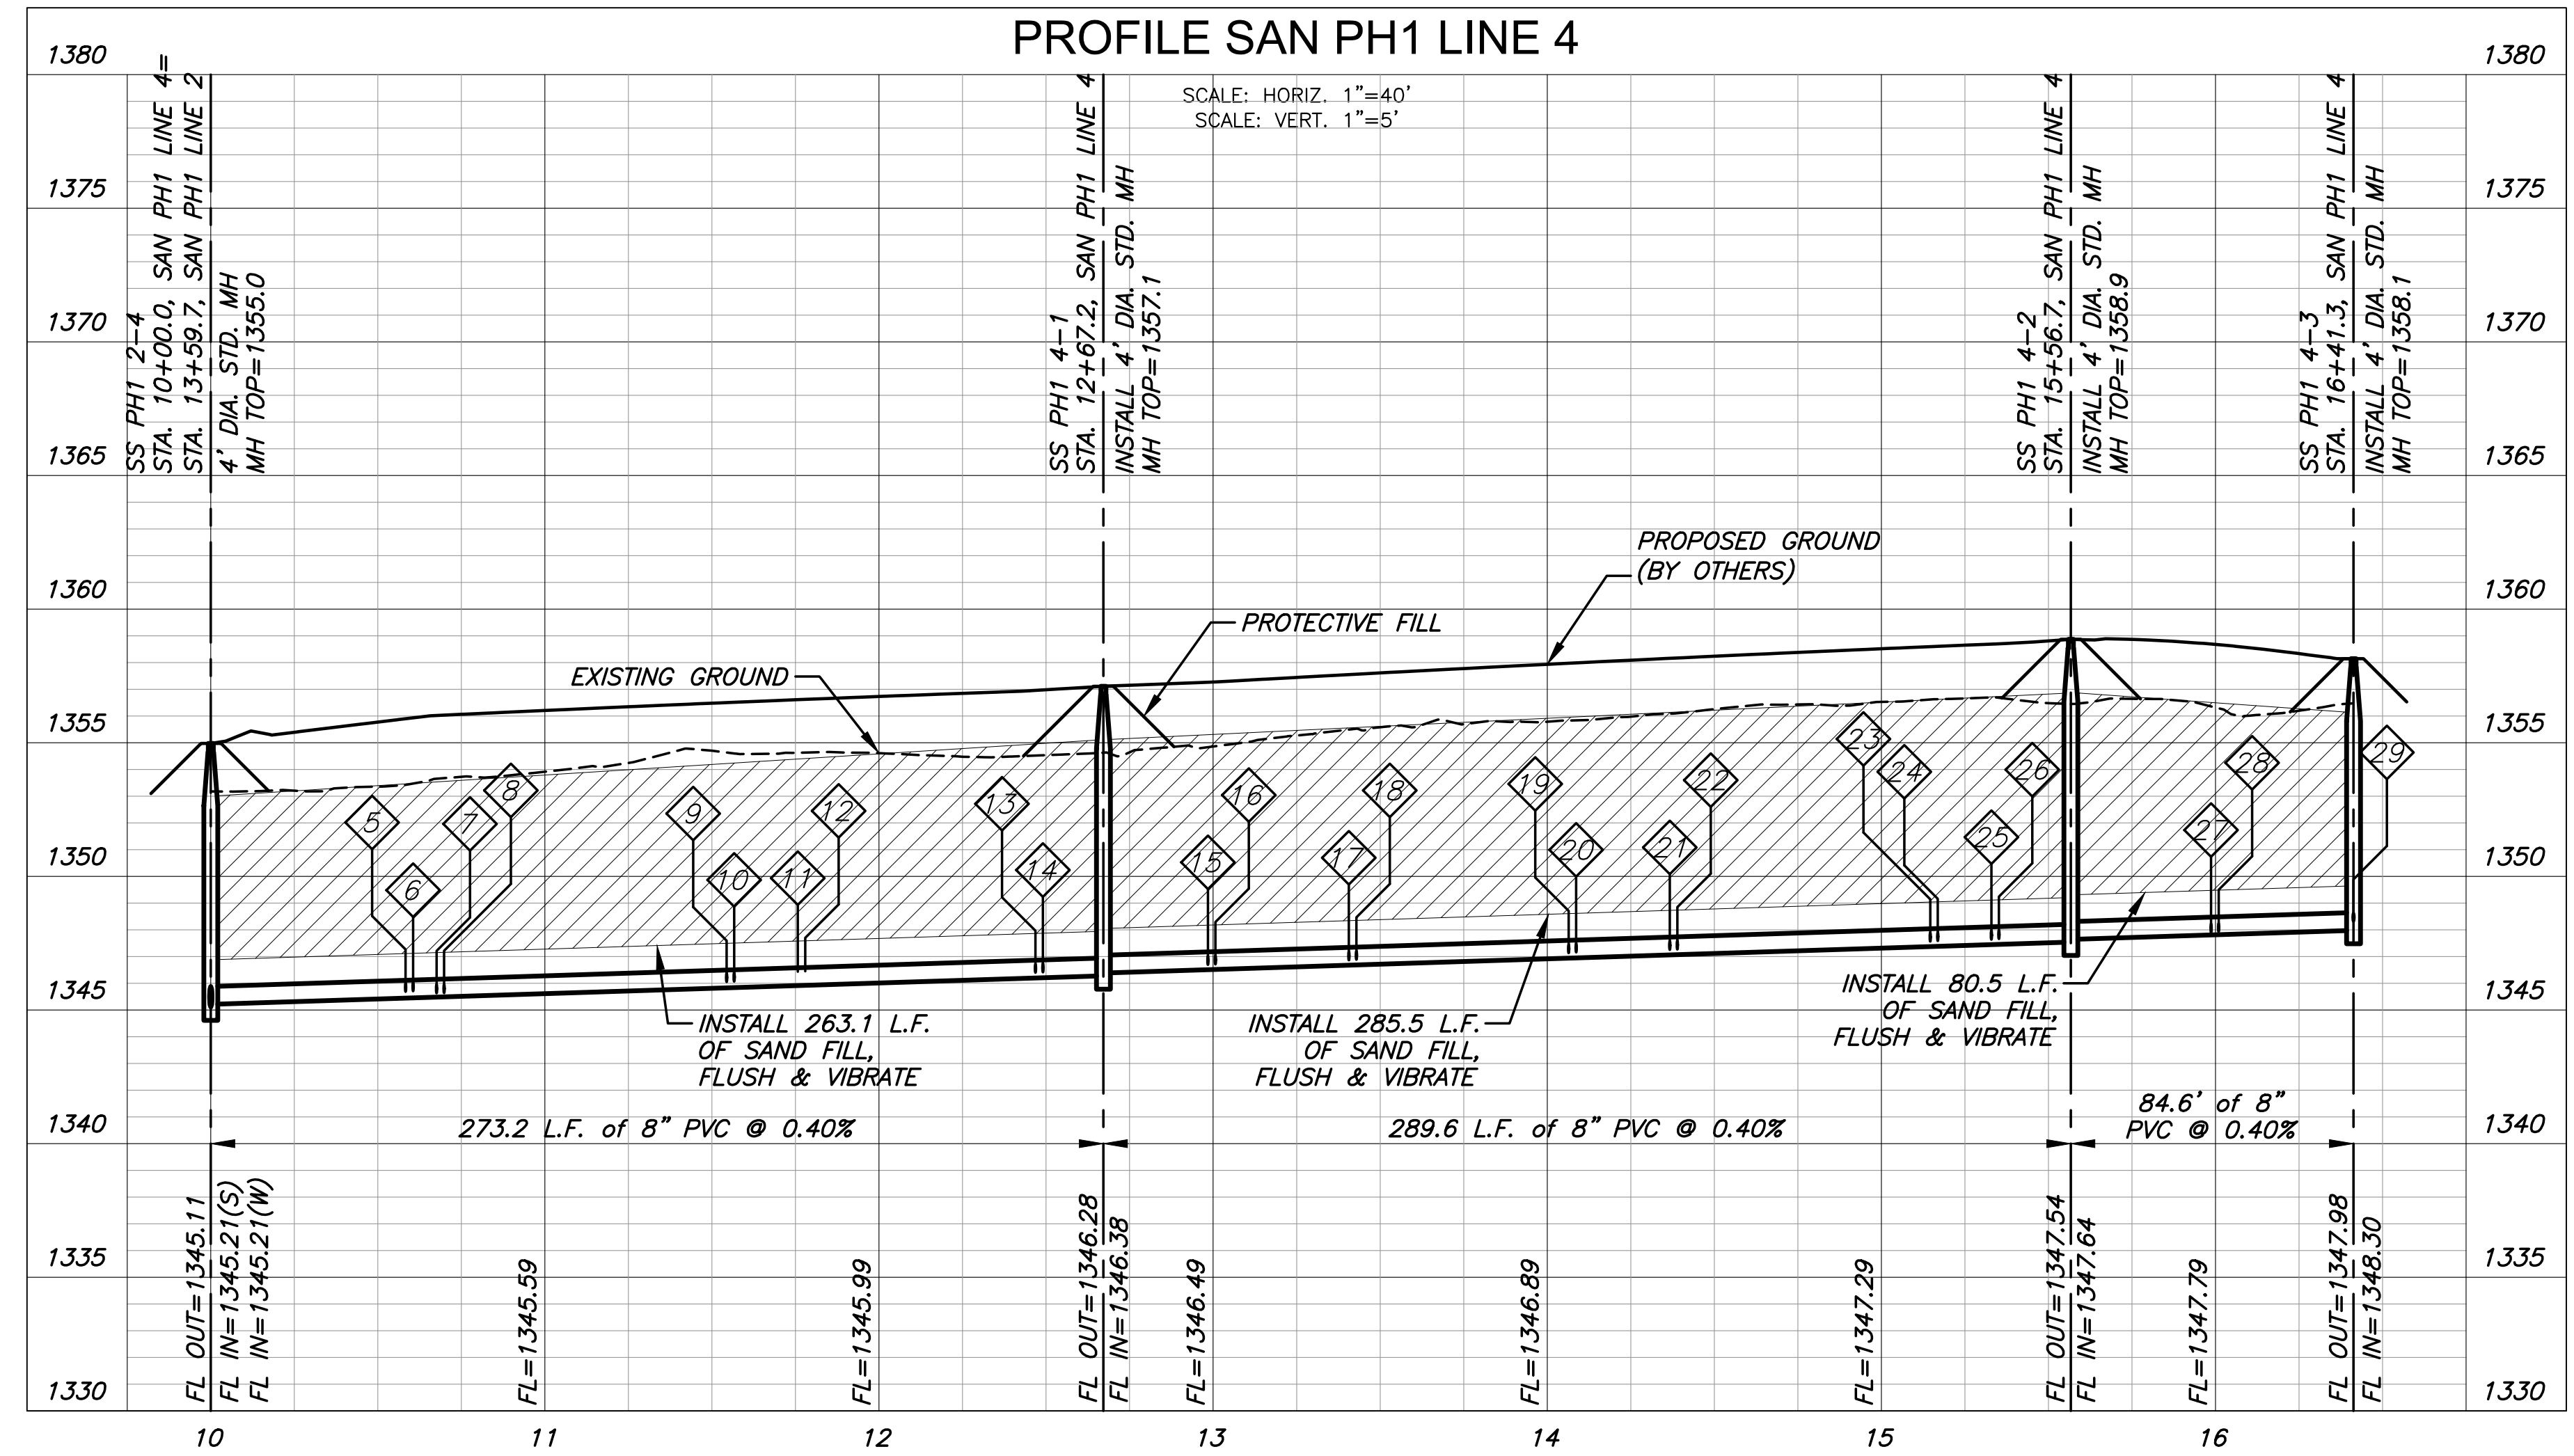 PROFILE SAN PH1 LINE 4
SCALE: HORIZ. 1"=40'
SCALE: VERT. 1"=5'
1380
1380
1375
1375
1370
1370
1365
1365
1360
1360
1355
1355
1350
1350
1345
1345
1340
1340
1335
1335
1330
1330
SS PH1 2-4
STA. 10+00.0, SAN PH1 LINE 4=
STA. 13+59.7, SAN PH1 LINE 2
4' DIA. STD. MH
MH TOP=1355.0
SS PH1 4-1
STA. 12+67.2, SAN PH1 LINE 4
INSTALL 4' DIA. STD. MH
MH TOP=1357.1
SS PH1 4-2
STA. 15+56.7, SAN PH1 LINE 4
INSTALL 4' DIA. STD. MH
MH TOP=1358.9
SS PH1 4-3
STA. 16+41.3, SAN PH1 LINE 4
INSTALL 4' DIA. STD. MH
MH TOP=1358.1
PROPOSED GROUND
(BY OTHERS)
PROTECTIVE FILL
EXISTING GROUND
5
6
7
8
9
10
11
12
13
14
15
16
17
18
19
20
21
22
23
24
25
26
27
28
29
INSTALL 263.1 L.F.
OF SAND FILL,
FLUSH & VIBRATE
INSTALL 285.5 L.F.
OF SAND FILL,
FLUSH & VIBRATE
INSTALL 80.5 L.F.
OF SAND FILL,
FLUSH & VIBRATE
273.2 L.F. of 8" PVC @ 0.40%
289.6 L.F. of 8" PVC @ 0.40%
84.6' of 8"
PVC @ 0.40%
FL OUT=1345.11
FL IN=1345.21(S)
FL IN=1345.21(W)
FL=1345.59
FL=1345.99
FL OUT=1346.28
FL IN=1346.38
FL=1346.49
FL=1346.89
FL=1347.29
FL OUT=1347.54
FL IN=1347.64
FL=1347.79
FL OUT=1347.98
FL IN=1348.30
10
11
12
13
14
15
16